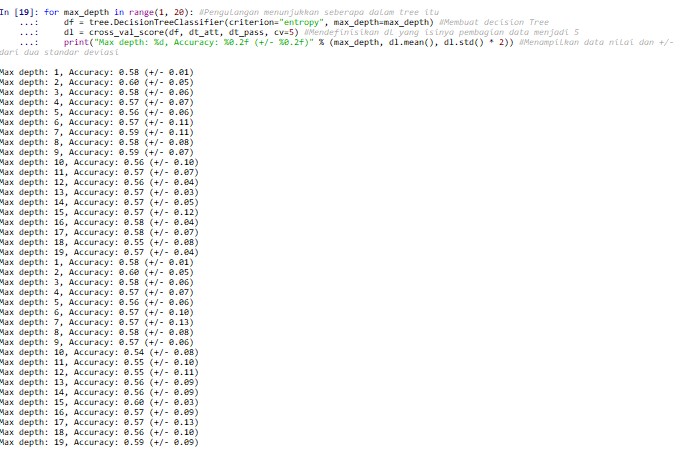 In [19]: for max_depth in range(1, 20): #Pengulangan menunjukkan seberapa dalam tree itu
...: df = tree.DecisionTreeClassifier(criterion="entropy", max_depth=max_depth) #Membuat decision Tree
...: dl = cross_val_score(df, dt_att, dt_pass, cv=5) #Mendefinisikan dl yang isinya pembagian data menjadi 5
...: print("Max depth: %d, Accuracy: %0.2f (+/- %0.2f)" % (max_depth, dl.mean(), dl.std() * 2)) #Menampilkan data nilai dan +/-
dari dua standar deviasi
Max depth: 1, Accuracy: 0.58 (+/- 0.01)
Max depth: 2, Accuracy: 0.60 (+/- 0.05)
Max depth: 3, Accuracy: 0.58 (+/- 0.06)
Max depth: 4, Accuracy: 0.57 (+/- 0.07)
Max depth: 5, Accuracy: 0.56 (+/- 0.06)
Max depth: 6, Accuracy: 0.57 (+/- 0.11)
Max depth: 7, Accuracy: 0.59 (+/- 0.11)
Max depth: 8, Accuracy: 0.58 (+/- 0.08)
Max depth: 9, Accuracy: 0.59 (+/- 0.07)
Max depth: 10, Accuracy: 0.56 (+/- 0.10)
Max depth: 11, Accuracy: 0.57 (+/- 0.07)
Max depth: 12, Accuracy: 0.56 (+/- 0.04)
Max depth: 13, Accuracy: 0.57 (+/- 0.03)
Max depth: 14, Accuracy: 0.57 (+/- 0.05)
Max depth: 15, Accuracy: 0.57 (+/- 0.12)
Max depth: 16, Accuracy: 0.58 (+/- 0.04)
Max depth: 17, Accuracy: 0.58 (+/- 0.07)
Max depth: 18, Accuracy: 0.55 (+/- 0.08)
Max depth: 19, Accuracy: 0.57 (+/- 0.04)
Max depth: 1, Accuracy: 0.58 (+/- 0.01)
Max depth: 2, Accuracy: 0.60 (+/- 0.05)
Max depth: 3, Accuracy: 0.58 (+/- 0.06)
Max depth: 4, Accuracy: 0.57 (+/- 0.07)
Max depth: 5, Accuracy: 0.56 (+/- 0.06)
Max depth: 6, Accuracy: 0.57 (+/- 0.10)
Max depth: 7, Accuracy: 0.57 (+/- 0.13)
Max depth: 8, Accuracy: 0.58 (+/- 0.08)
Max depth: 9, Accuracy: 0.57 (+/- 0.06)
Max depth: 10, Accuracy: 0.54 (+/- 0.08)
Max depth: 11, Accuracy: 0.55 (+/- 0.10)
Max depth: 12, Accuracy: 0.55 (+/- 0.11)
Max depth: 13, Accuracy: 0.56 (+/- 0.09)
Max depth: 14, Accuracy: 0.56 (+/- 0.09)
Max depth: 15, Accuracy: 0.60 (+/- 0.03)
Max depth: 16, Accuracy: 0.57 (+/- 0.09)
Max depth: 17, Accuracy: 0.57 (+/- 0.13)
Max depth: 18, Accuracy: 0.56 (+/- 0.10)
Max depth: 19, Accuracy: 0.59 (+/- 0.09)